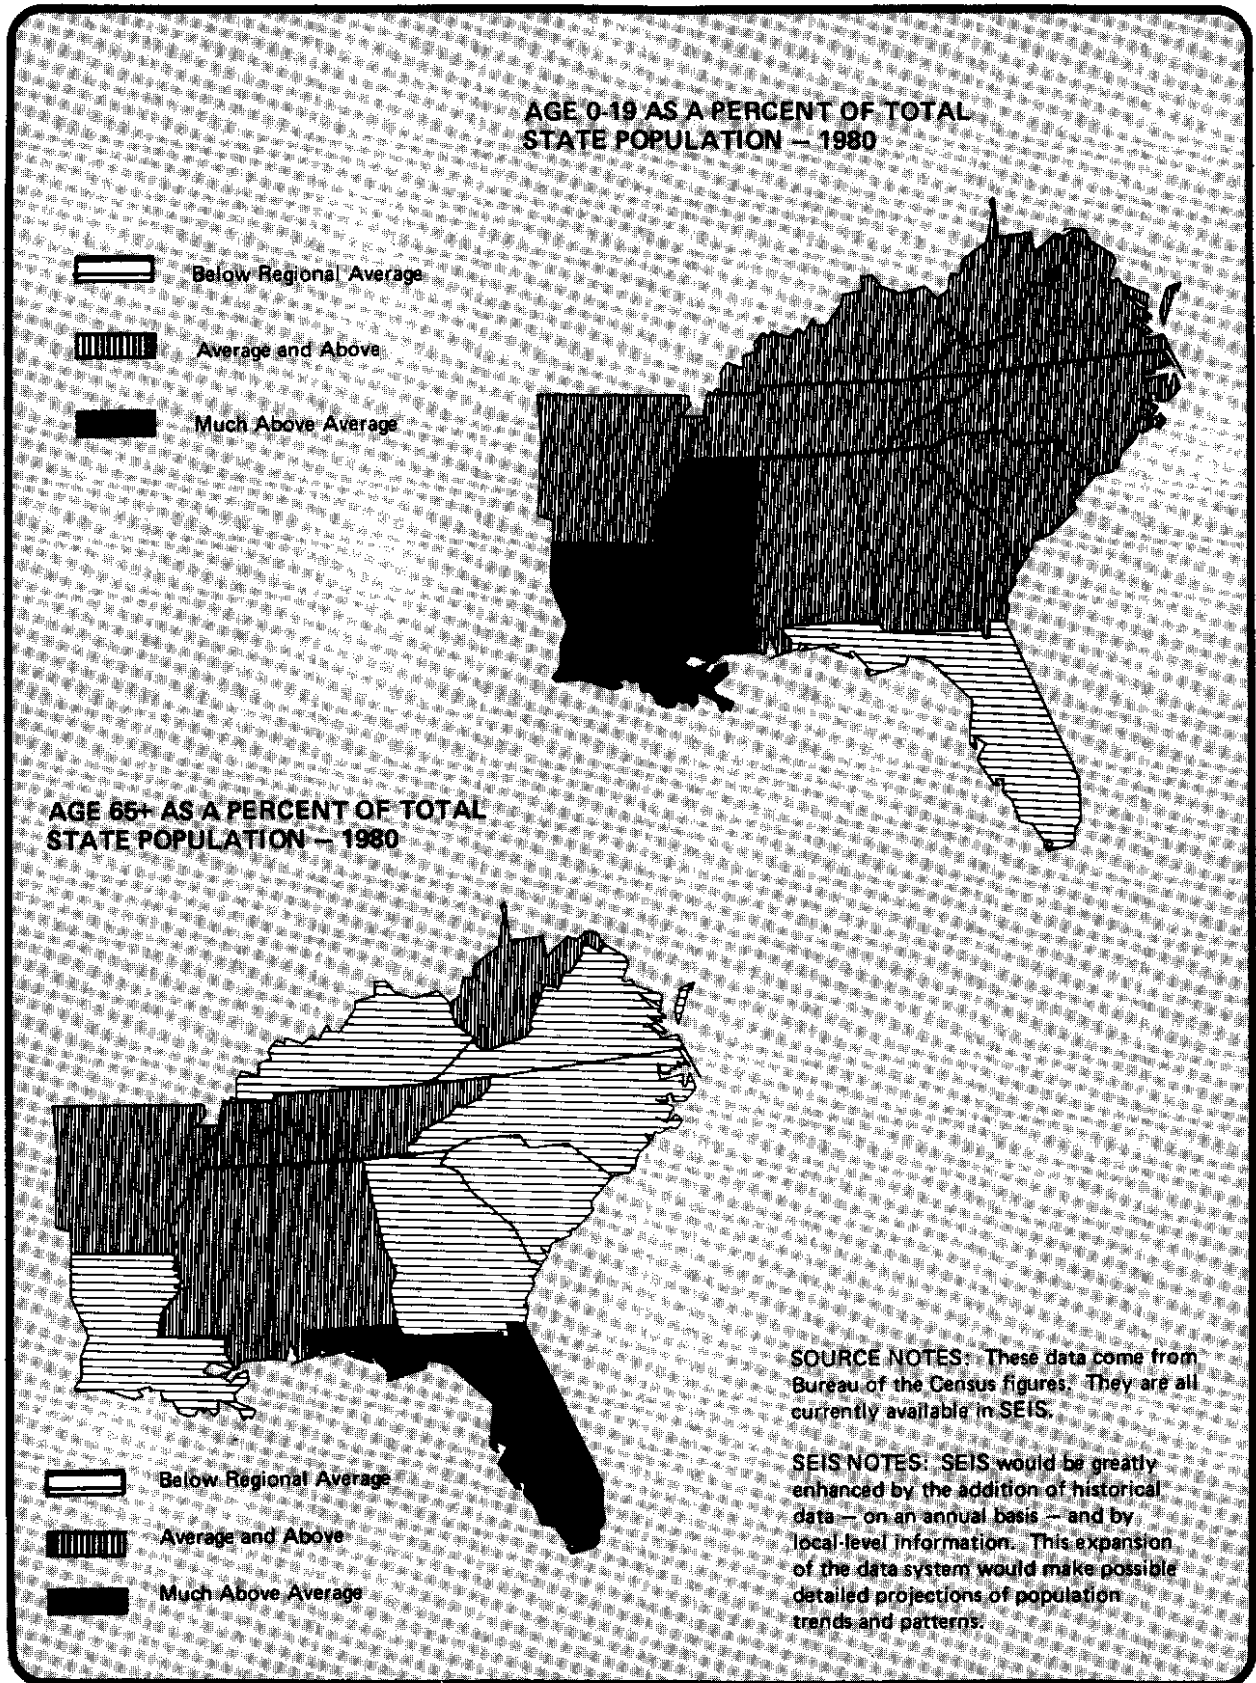 AGE 0-19 AS A PERCENT OF TOTAL
STATE POPULATION — 1980
Below Regional Average
Average and Above
Much Above Average
AGE 65+ AS A PERCENT OF TOTAL
STATE POPULATION — 1980
Below Regional Average
Average and Above
Much Above Average
SOURCE NOTES: These data come from
Bureau of the Census figures. They are all
currently available in SEIS.
SEIS NOTES: SEIS would be greatly
enhanced by the addition of historical
data — on an annual basis — and by
local-level information. This expansion
of the data system would make possible
detailed projections of population
trends and patterns.